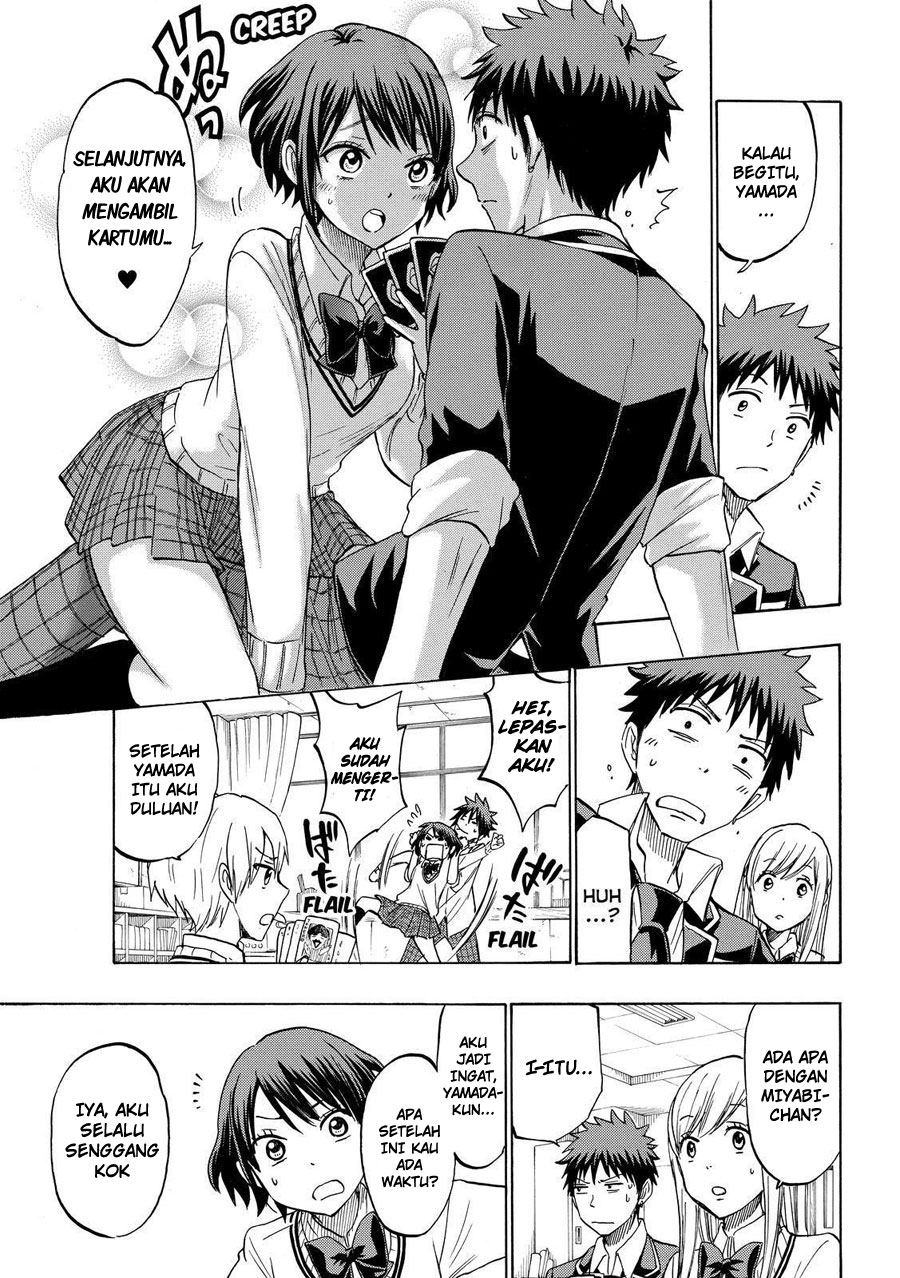 KALAU
BEGITU,
YAMADA
...
ぬっ
CREEP
SELANJUTNYA,
AKU AKAN
MENGAMBIL
KARTUMU...
♥
HUH
....?
HEI,
LEPAS-
KAN
AKU!
AKU
SUDAH
MENGER-
TI!
ばた
FLAIL
ばた
FLAIL
SETELAH
YAMADA
ITU AKU
DULUAN!
ADA APA
DENGAN
MIYABI-
CHAN?
I-ITU...
AKU
JADI
INGAT,
YAMADA-
KUN...
APA
SETELAH
INI KAU
ADA
WAKTU?
IYA, AKU
SELALU
SENGGANG
KOK